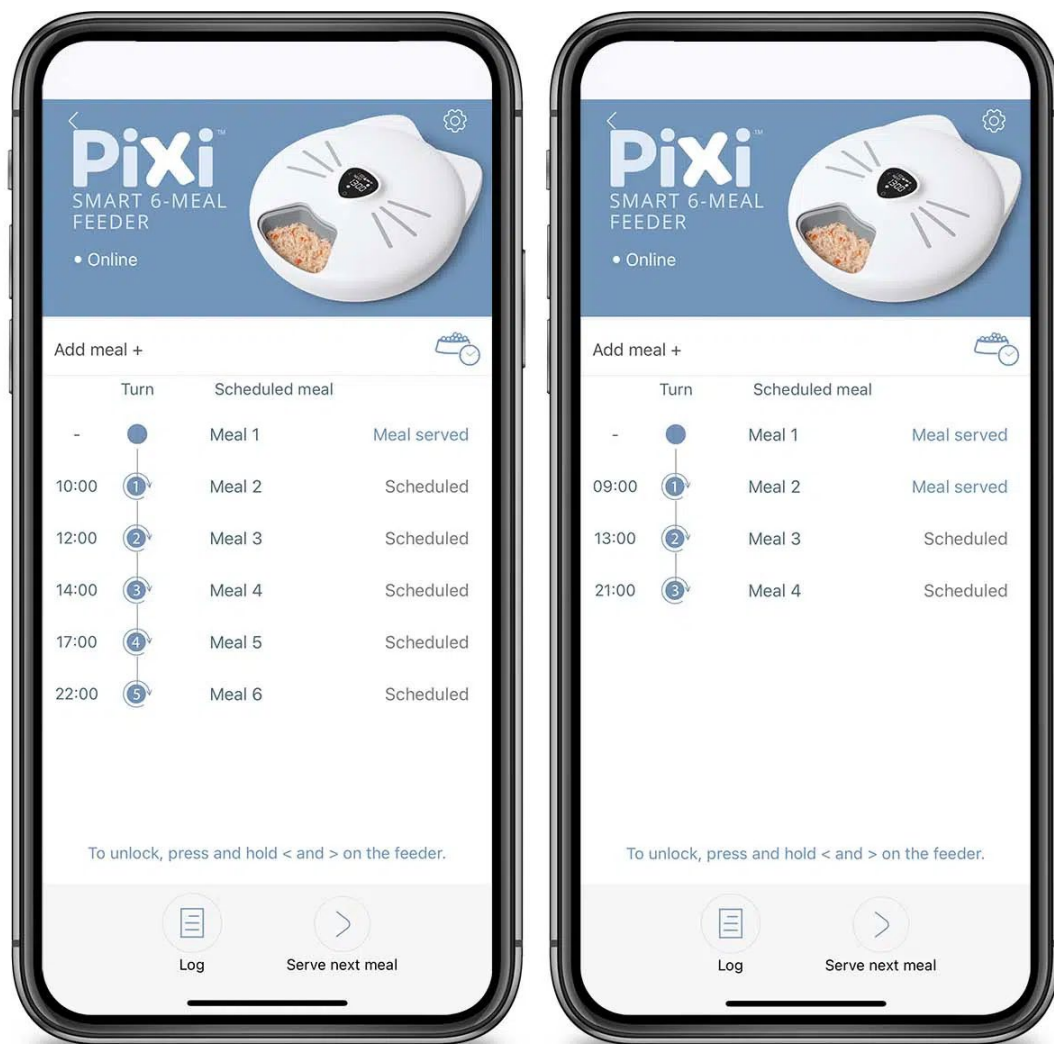 Pixi™
SMART 6-MEAL
FEEDER
• Online
Add meal +
Turn Scheduled meal
- Meal 1 Meal served
10:00 1 Meal 2 Scheduled
12:00 2 Meal 3 Scheduled
14:00 3 Meal 4 Scheduled
17:00 4 Meal 5 Scheduled
22:00 5 Meal 6 Scheduled
To unlock, press and hold < and > on the feeder.
Log Serve next meal
Pixi™
SMART 6-MEAL
FEEDER
• Online
Add meal +
Turn Scheduled meal
- Meal 1 Meal served
09:00 1 Meal 2 Meal served
13:00 2 Meal 3 Scheduled
21:00 3 Meal 4 Scheduled
To unlock, press and hold < and > on the feeder.
Log Serve next meal